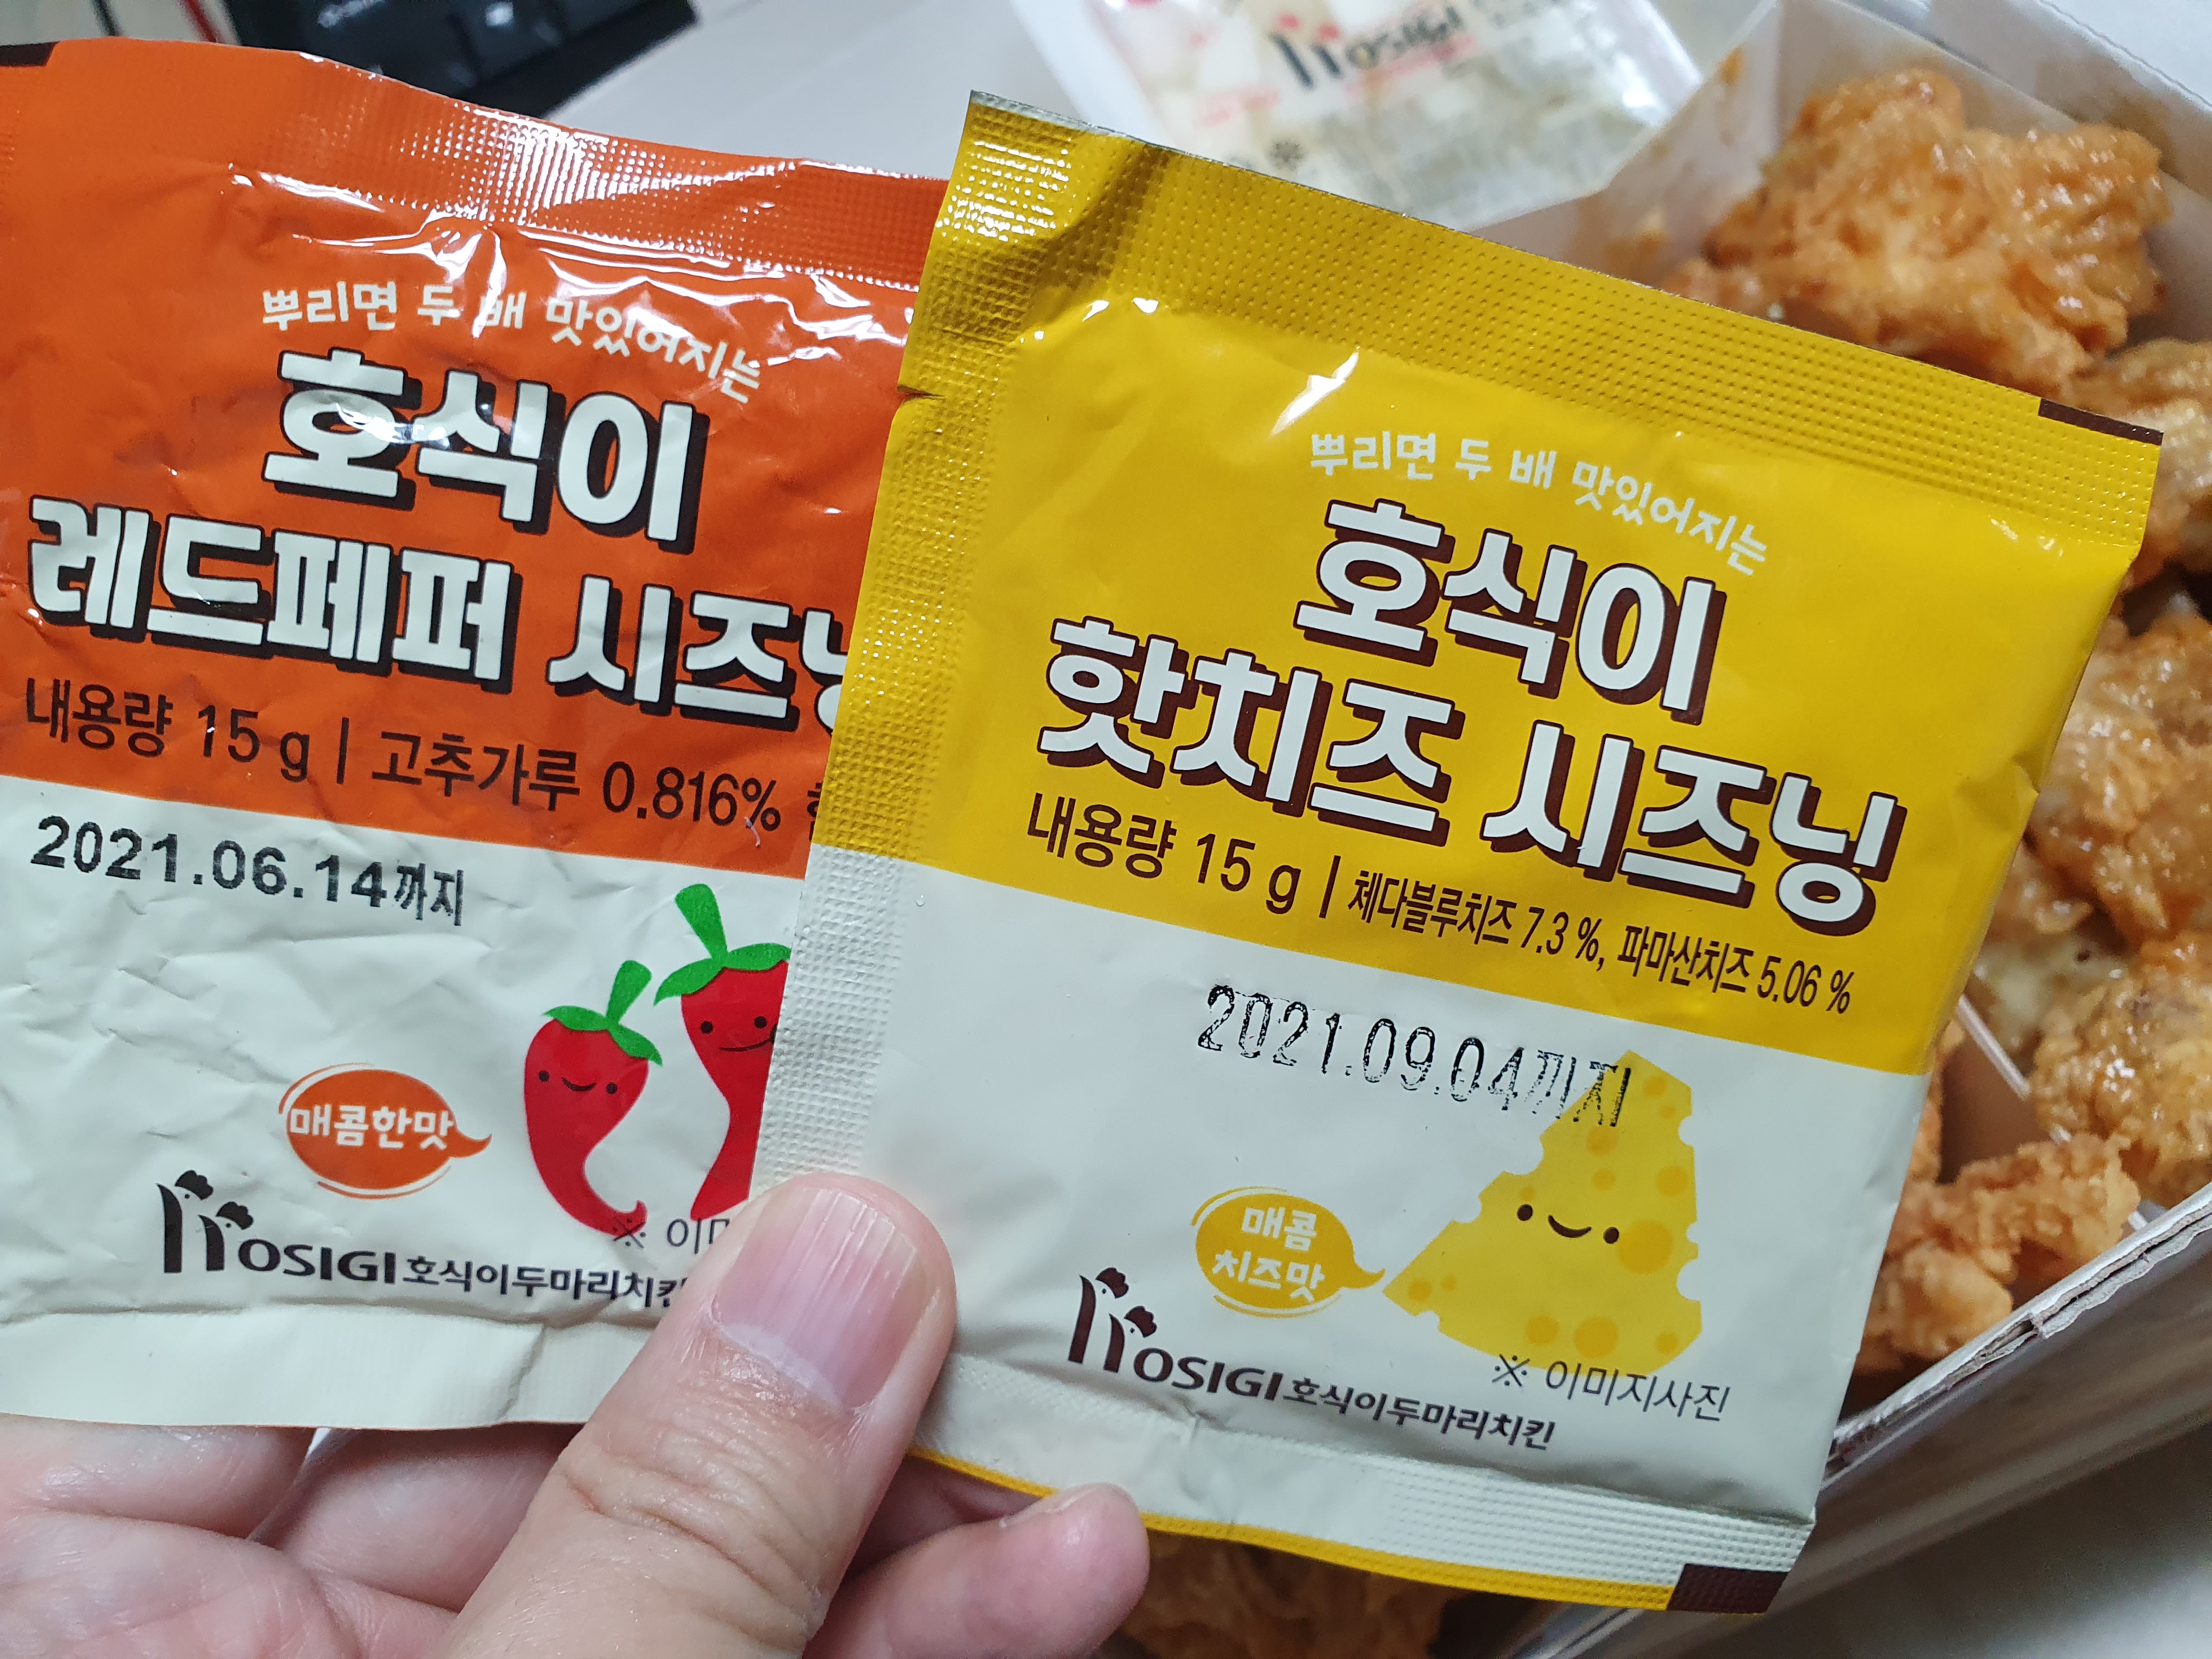 HOSIGI
뿌리면 두 배 맛있어지는
호식이
레드페퍼 시즈닝
내용량 15 g | 고추가루 0.816%
2021.06.14까지
매콤한맛
※ 이미
HOSIGI 호식이두마리치킨
뿌리면 두 배 맛있어지는
호식이
핫치즈 시즈닝
내용량 15 g | 체다블루치즈 7.3 %, 파마산치즈 5.06 %
2021.09.04까지
매콤
치즈맛
※ 이미지사진
HOSIGI 호식이두마리치킨